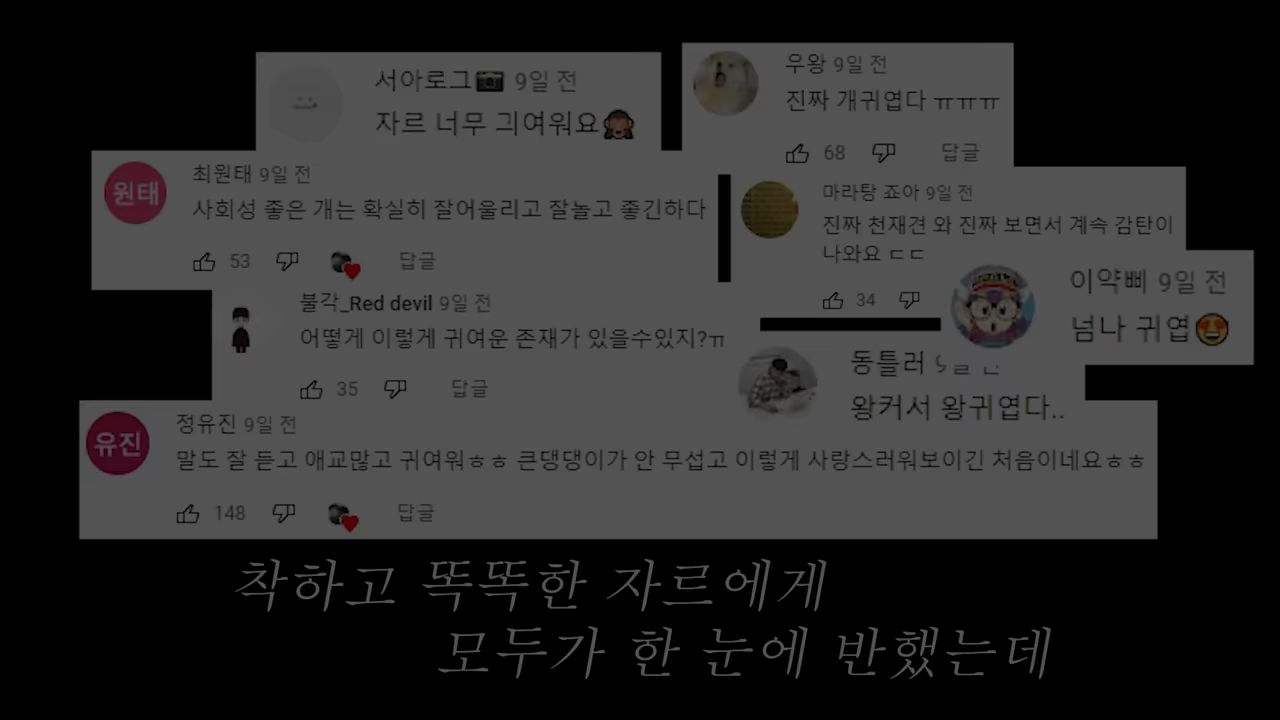 서아로그📷 9일 전
자르 너무 긔여워요🙊
우왕 9일 전
진짜 개귀엽다 ㅠㅠㅠ
68 답글
원태
최원태 9일 전
사회성 좋은 개는 확실히 잘어울리고 잘놀고 좋긴하다
53 답글
마라탕 죠아 9일 전
진짜 천재견 와 진짜 보면서 계속 감탄이
나와요 ㄷㄷ
34
이약삐 9일 전
넘나 귀엽😍
불각_Red devil 9일 전
어떻게 이렇게 귀여운 존재가 있을수있지?ㅠ
35 답글
동틀러
왕커서 왕귀엽다..
유진
정유진 9일 전
말도 잘 듣고 애교많고 귀여워ㅎㅎ 큰댕댕이가 안 무섭고 이렇게 사랑스러워보이긴 처음이네요ㅎㅎ
148 답글
착하고 똑똑한 자르에게
모두가 한 눈에 반했는데